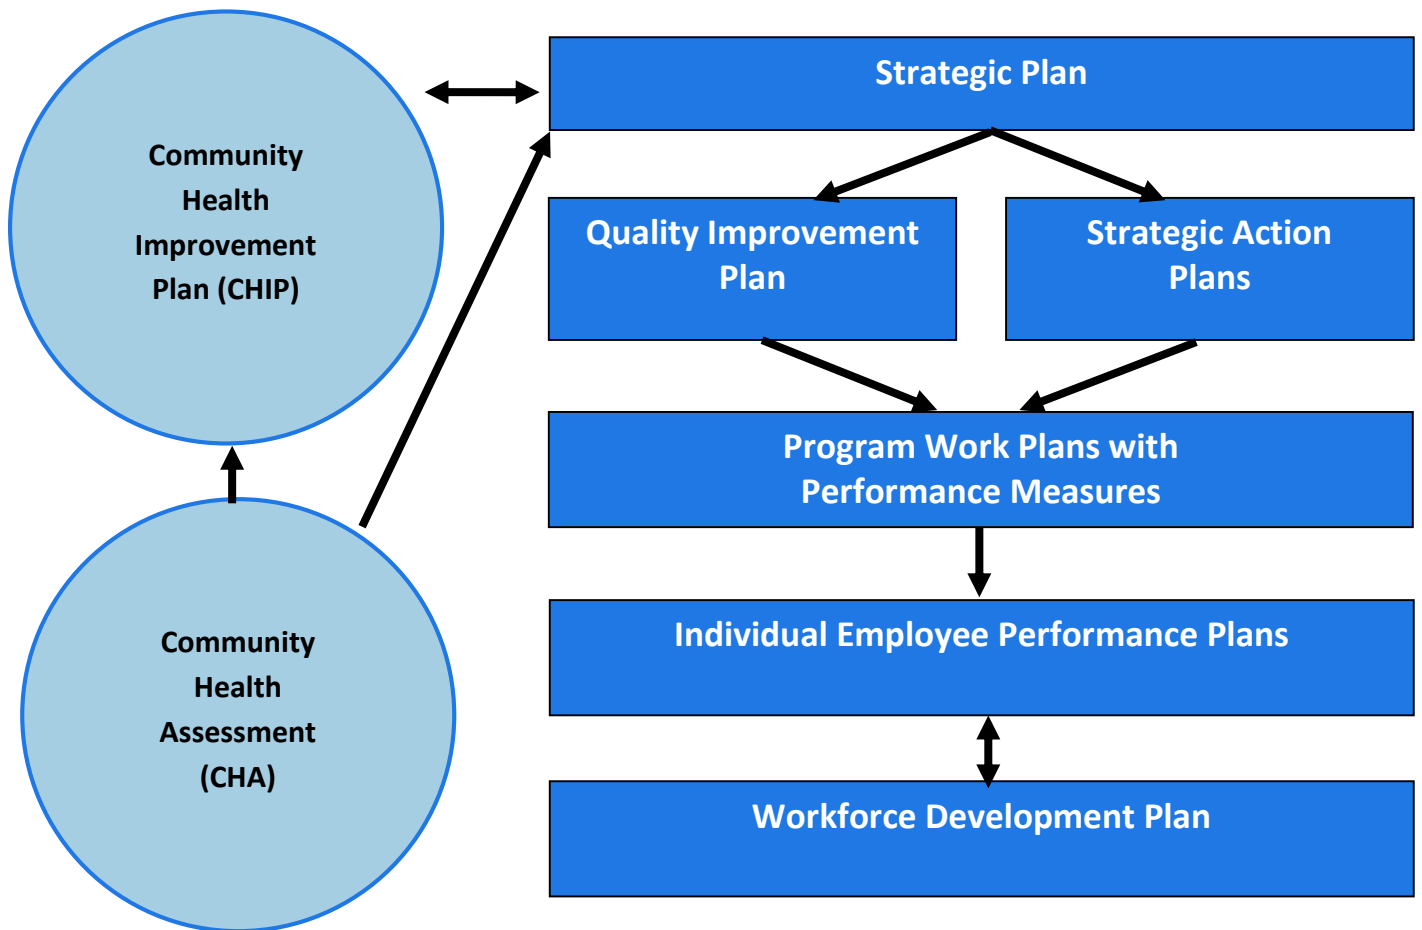 Community
Health
Improvement
Plan (CHIP)
Community
Health
Assessment
(CHA)
Strategic Plan
Quality Improvement
Plan
Strategic Action
Plans
Program Work Plans with
Performance Measures
Individual Employee Performance Plans
Workforce Development Plan